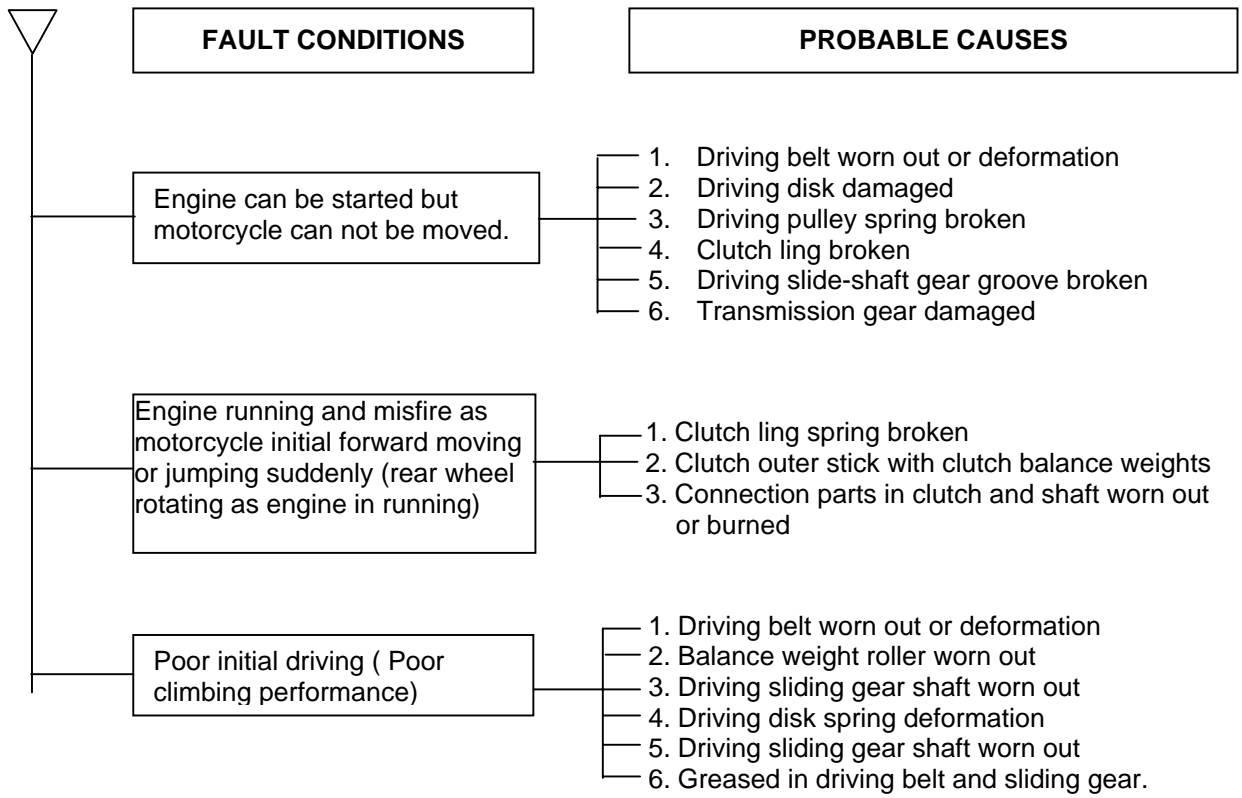 FAULT CONDITIONS
PROBABLE CAUSES
Engine can be started but
motorcycle can not be moved.
1. Driving belt worn out or deformation
2. Driving disk damaged
3. Driving pulley spring broken
4. Clutch ling broken
5. Driving slide-shaft gear groove broken
6. Transmission gear damaged
Engine running and misfire as
motorcycle initial forward moving
or jumping suddenly (rear wheel
rotating as engine in running)
1. Clutch ling spring broken
2. Clutch outer stick with clutch balance weights
3. Connection parts in clutch and shaft worn out
or burned
Poor initial driving ( Poor
climbing performance)
1. Driving belt worn out or deformation
2. Balance weight roller worn out
3. Driving sliding gear shaft worn out
4. Driving disk spring deformation
5. Driving sliding gear shaft worn out
6. Greased in driving belt and sliding gear.